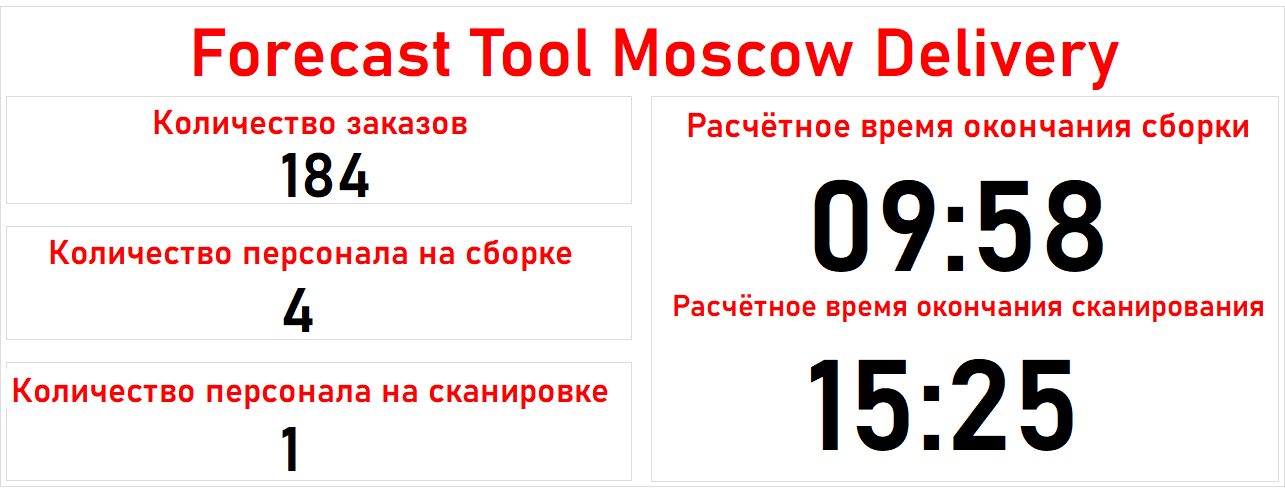 Forecast Tool Moscow Delivery
Количество заказов
184
Количество персонала на сборке
4
Количество персонала на сканировке
1
Расчётное время окончания сборки
09:58
Расчётное время окончания сканирования
15:25